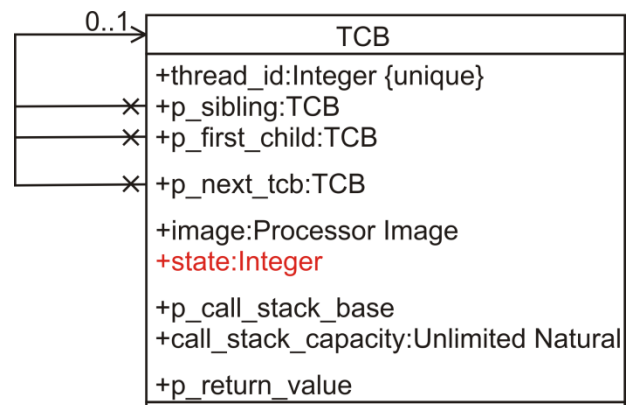 0..1
TCB
+thread_id:Integer {unique}
+p_sibling:TCB
+p_first_child:TCB
+p_next_tcb:TCB
+image:Processor Image
+state:Integer
+p_call_stack_base
+call_stack_capacity:Unlimited Natural
+p_return_value